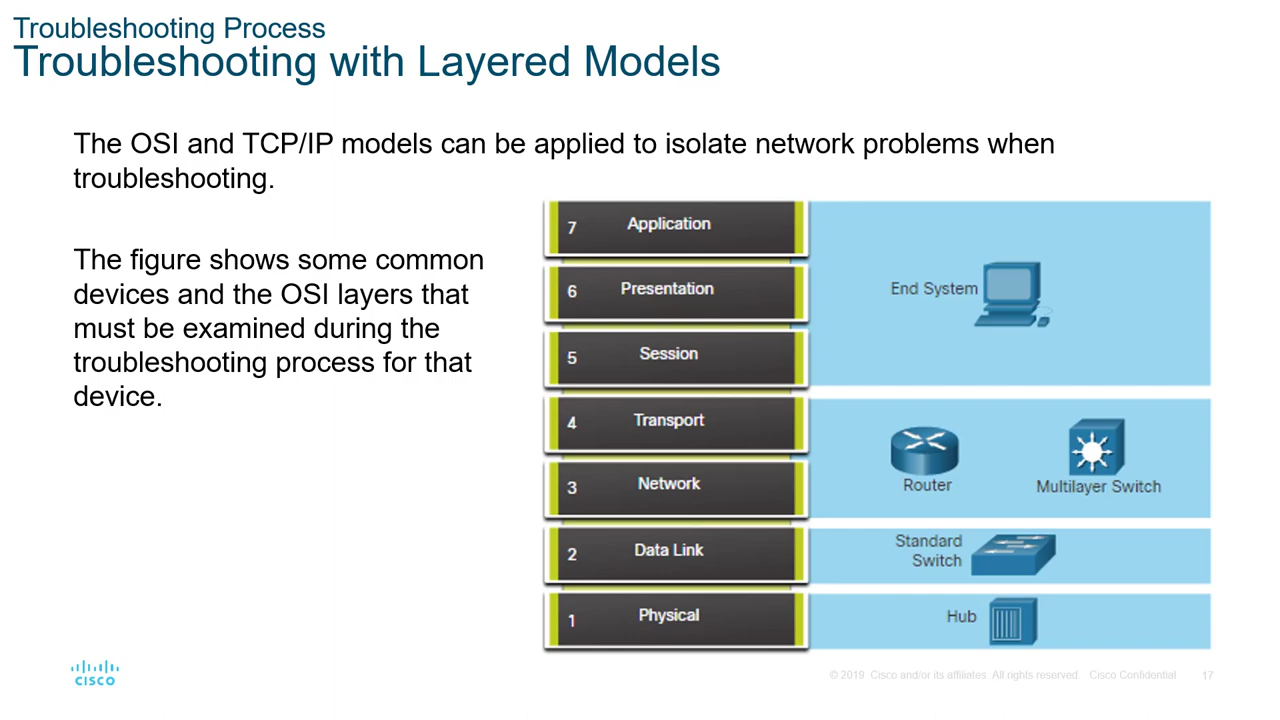 Troubleshooting Process
Troubleshooting with Layered Models
The OSI and TCP/IP models can be applied to isolate network problems when
troubleshooting.
The figure shows some common
devices and the OSI layers that
must be examined during the
troubleshooting process for that
device.
7 Application
6 Presentation
5 Session
End System
4 Transport
3 Network
Router
Multilayer Switch
2 Data Link
Standard
Switch
1 Physical
Hub
CISCO
© 2019 Cisco and/or its affiliates. All rights reserved. Cisco Confidential
17